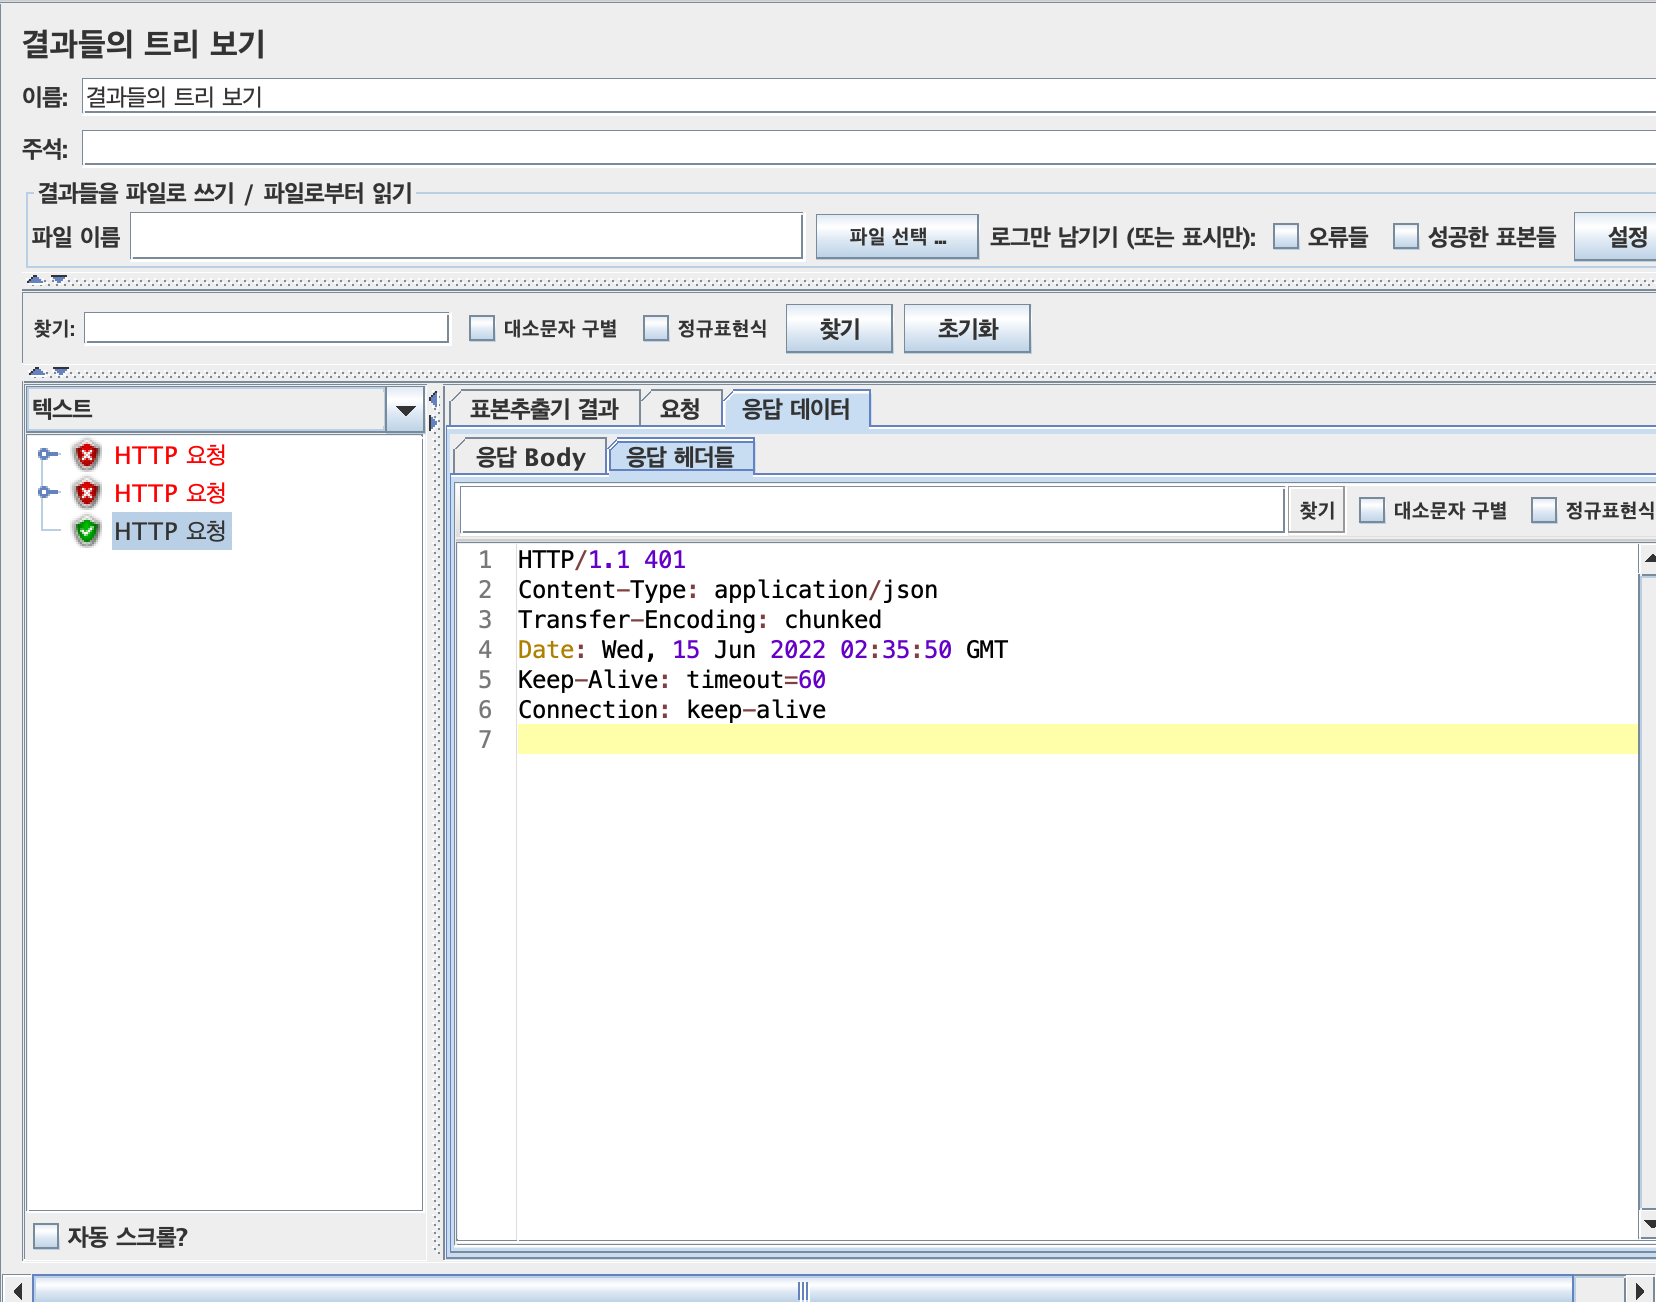 결과들의 트리 보기
이름: 결과들의 트리 보기
주석:
결과들을 파일로 쓰기 / 파일로부터 읽기
파일 이름 파일 선택 ... 로그만 남기기 (또는 표시만): 오류들 성공한 표본들 설정
찾기: 대소문자 구별 정규표현식 찾기 초기화
텍스트
HTTP 요청
HTTP 요청
HTTP 요청
자동 스크롤?
표본추출기 결과 요청 응답 데이터
응답 Body 응답 헤더들
찾기 대소문자 구별 정규표현식
1 HTTP/1.1 401
2 Content-Type: application/json
3 Transfer-Encoding: chunked
4 Date: Wed, 15 Jun 2022 02:35:50 GMT
5 Keep-Alive: timeout=60
6 Connection: keep-alive
7